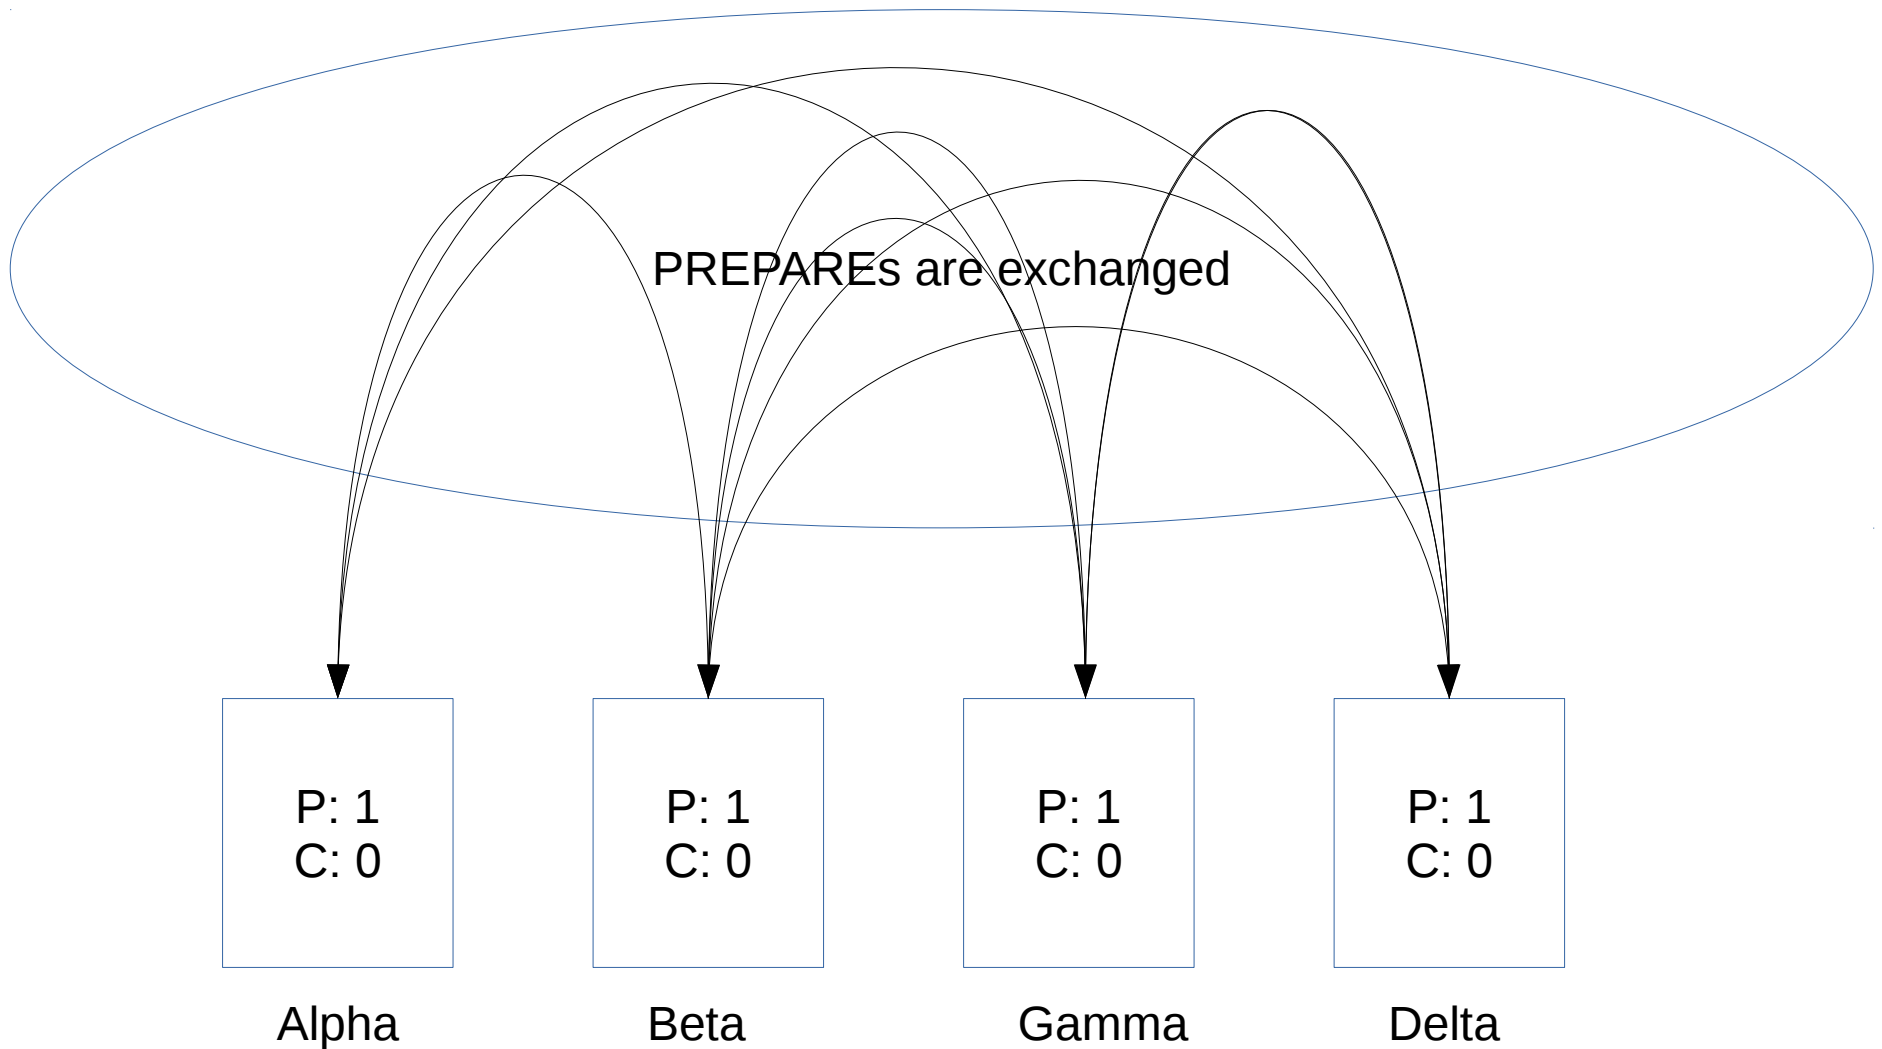 PREPAREs are exchanged
P: 1
C: 0
P: 1
C: 0
P: 1
C: 0
P: 1
C: 0
Alpha
Beta
Gamma
Delta